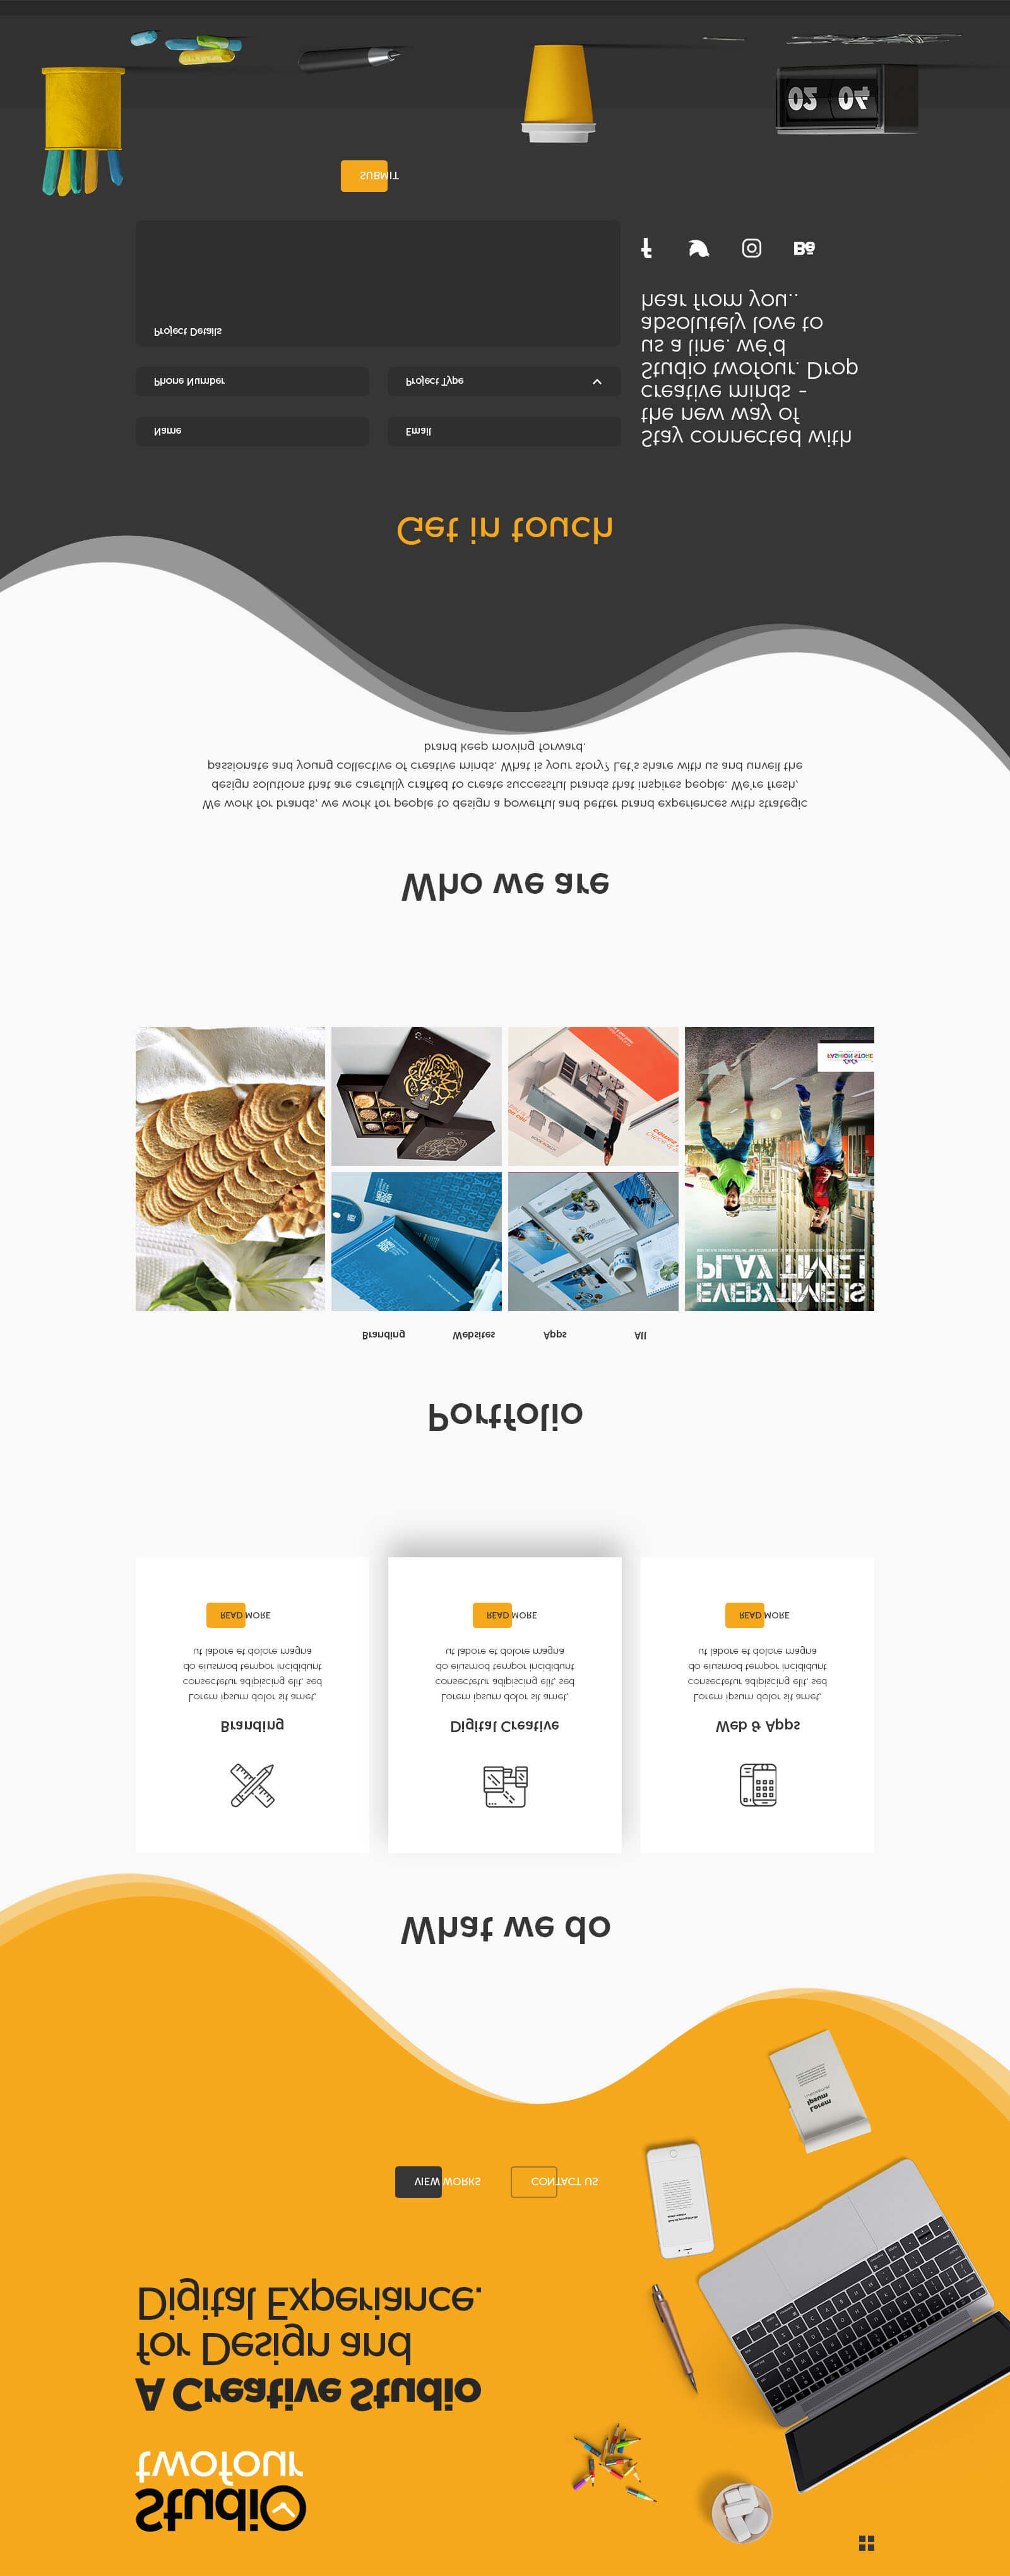 Studio
twofour
A Creative Studio
for Design and
Digital Experiance.
VIEW WORKS
CONTACT US
Lorem
Ipsum
What we do
Branding
Lorem ipsum dolor sit amet,
consectetur adipiscing elit, sed
do eiusmod tempor incididunt
ut labore et dolore magna
READ MORE
Digital Creative
Lorem ipsum dolor sit amet,
consectetur adipiscing elit, sed
do eiusmod tempor incididunt
ut labore et dolore magna
READ MORE
Web & Apps
Lorem ipsum dolor sit amet,
consectetur adipiscing elit, sed
do eiusmod tempor incididunt
ut labore et dolore magna
READ MORE
Portfolio
Branding
Websites
Apps
All
EVERYTIME IS
PLAY TIME !
FASHION STORE
Who we are
We work for brands, we work for people to design a powerful and better brand experiences with strategic
design solutions that are carefully crafted to create successful brands that inspires people. We're fresh,
passionate and young collective of creative minds. What is your story? Let's share with us and unveil the
brand keep moving forward.
Get in touch
Name
Email
Phone Number
Project Type
Project Details
SUBMIT
Stay connected with
the new way of
creative minds -
Studio twofour. Drop
us a line. we'd
absolutely love to
hear from you..
Bē
02 04